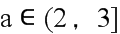 a ∈ (2， 3]